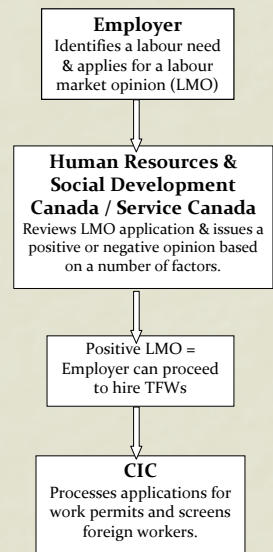 Employer
Identifies a labour need
& applies for a labour
market opinion (LMO)
Human Resources &
Social Development
Canada / Service Canada
Reviews LMO application & issues a
positive or negative opinion based
on a number of factors.
Positive LMO =
Employer can proceed
to hire TFWs
CIC
Processes applications for
work permits and screens
foreign workers.